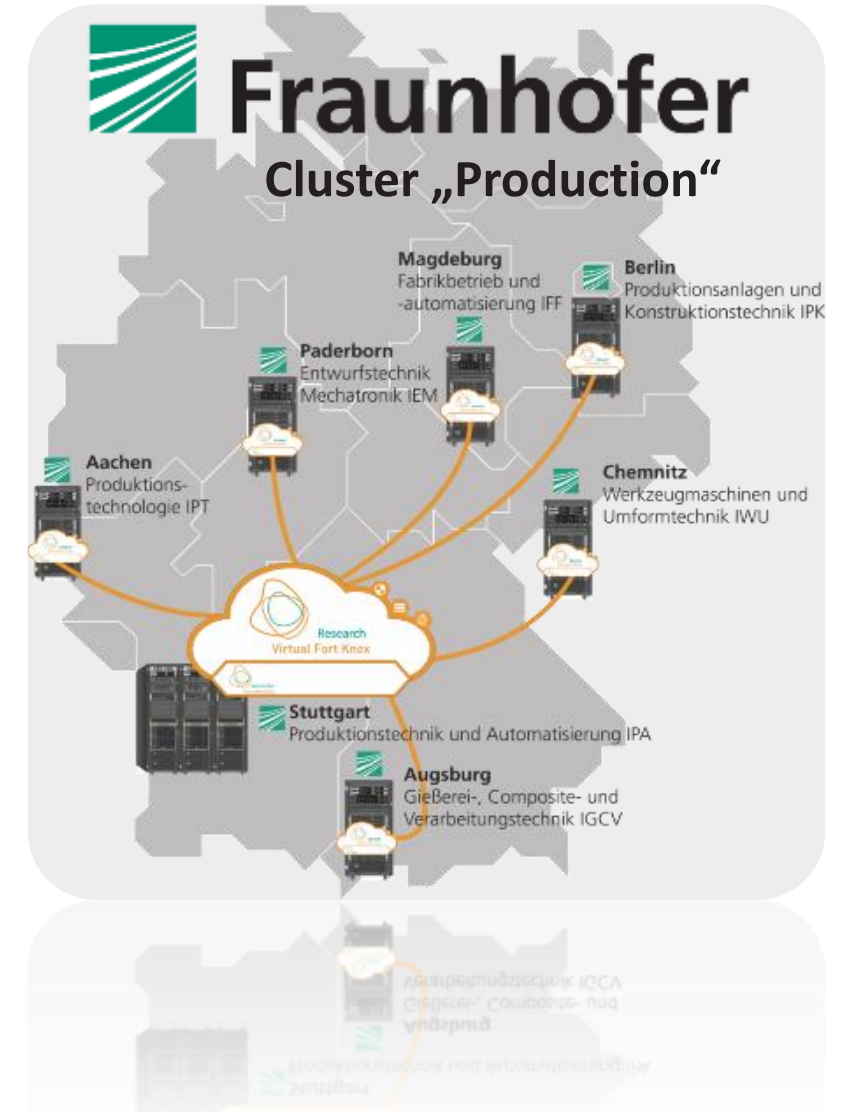 Fraunhofer
Cluster „Production“
Magdeburg
Fabrikbetrieb und
-automatisierung IFF
Berlin
Produktionsanlagen und
Konstruktionstechnik IPK
Paderborn
Entwurfstechnik
Mechatronik IEM
Aachen
Produktions-
technologie IPT
Chemnitz
Werkzeugmaschinen und
Umformtechnik IWU
Research
Virtual Fort Knox
Stuttgart
Produktionstechnik und Automatisierung IPA
Augsburg
Gießerei-, Composite- und
Verarbeitungstechnik IGCV